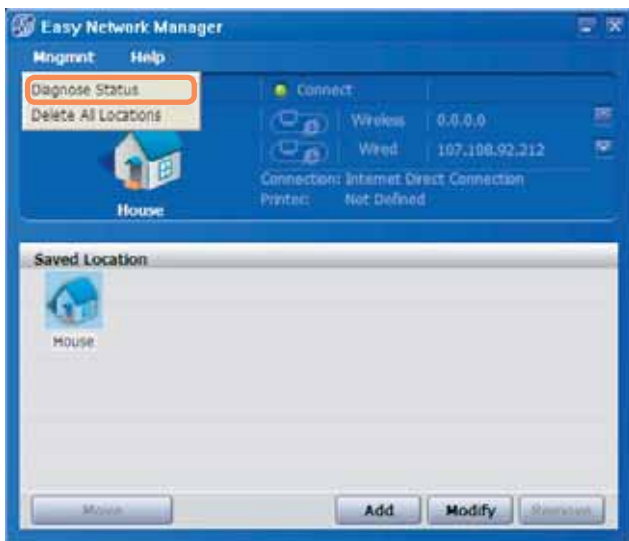 Easy Network Manager
Mngmnt Help
Diagnose Status
Delete All Locations
Connect
Wireless 0.0.0.0
Wired 107.108.92.212
Connection: Internet Direct Connection
Printer: Not Defined
House
Saved Location
House
Add Modify Remove